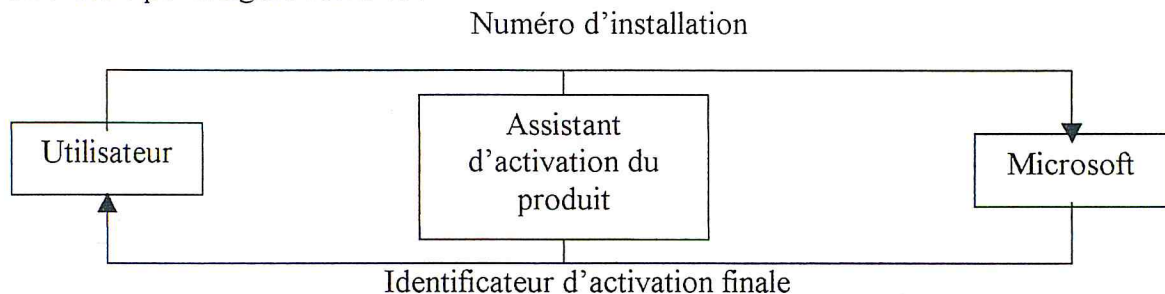 Numéro d'installation
Utilisateur
Assistant
d'activation du
produit
Microsoft
Identificateur d'activation finale